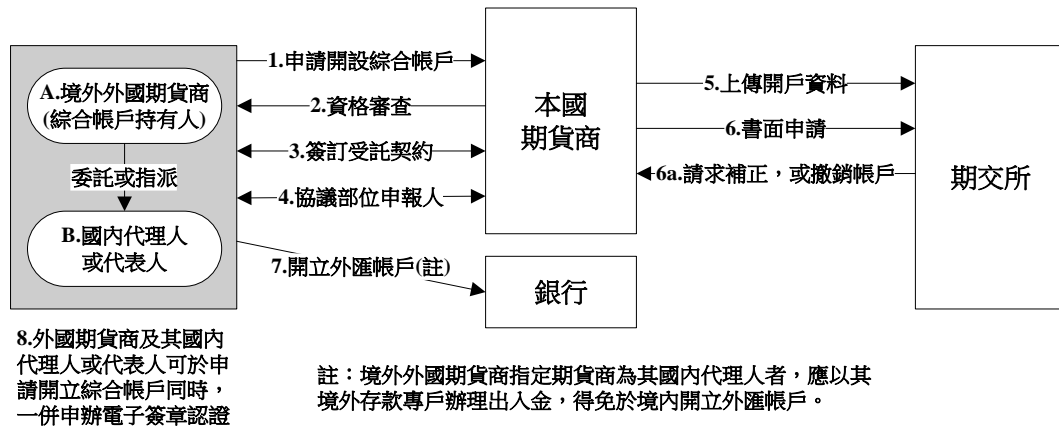 A.境外外國期貨商
(綜合帳戶持有人)
委託或指派
B.國內代理人
或代表人
1.申請開設綜合帳戶
2.資格審查
3.簽訂受託契約
4.協議部位申報人
本國
期貨商
5.上傳開戶資料
6.書面申請
6a.請求補正，或撤銷帳戶
期交所
7.開立外匯帳戶(註)
銀行
8.外國期貨商及其國內
代理人或代表人可於申
請開立綜合帳戶同時，
一併申辦電子簽章認證
註：境外外國期貨商指定期貨商為其國內代理人者，應以其
境外存款專戶辦理出入金，得免於境內開立外匯帳戶。